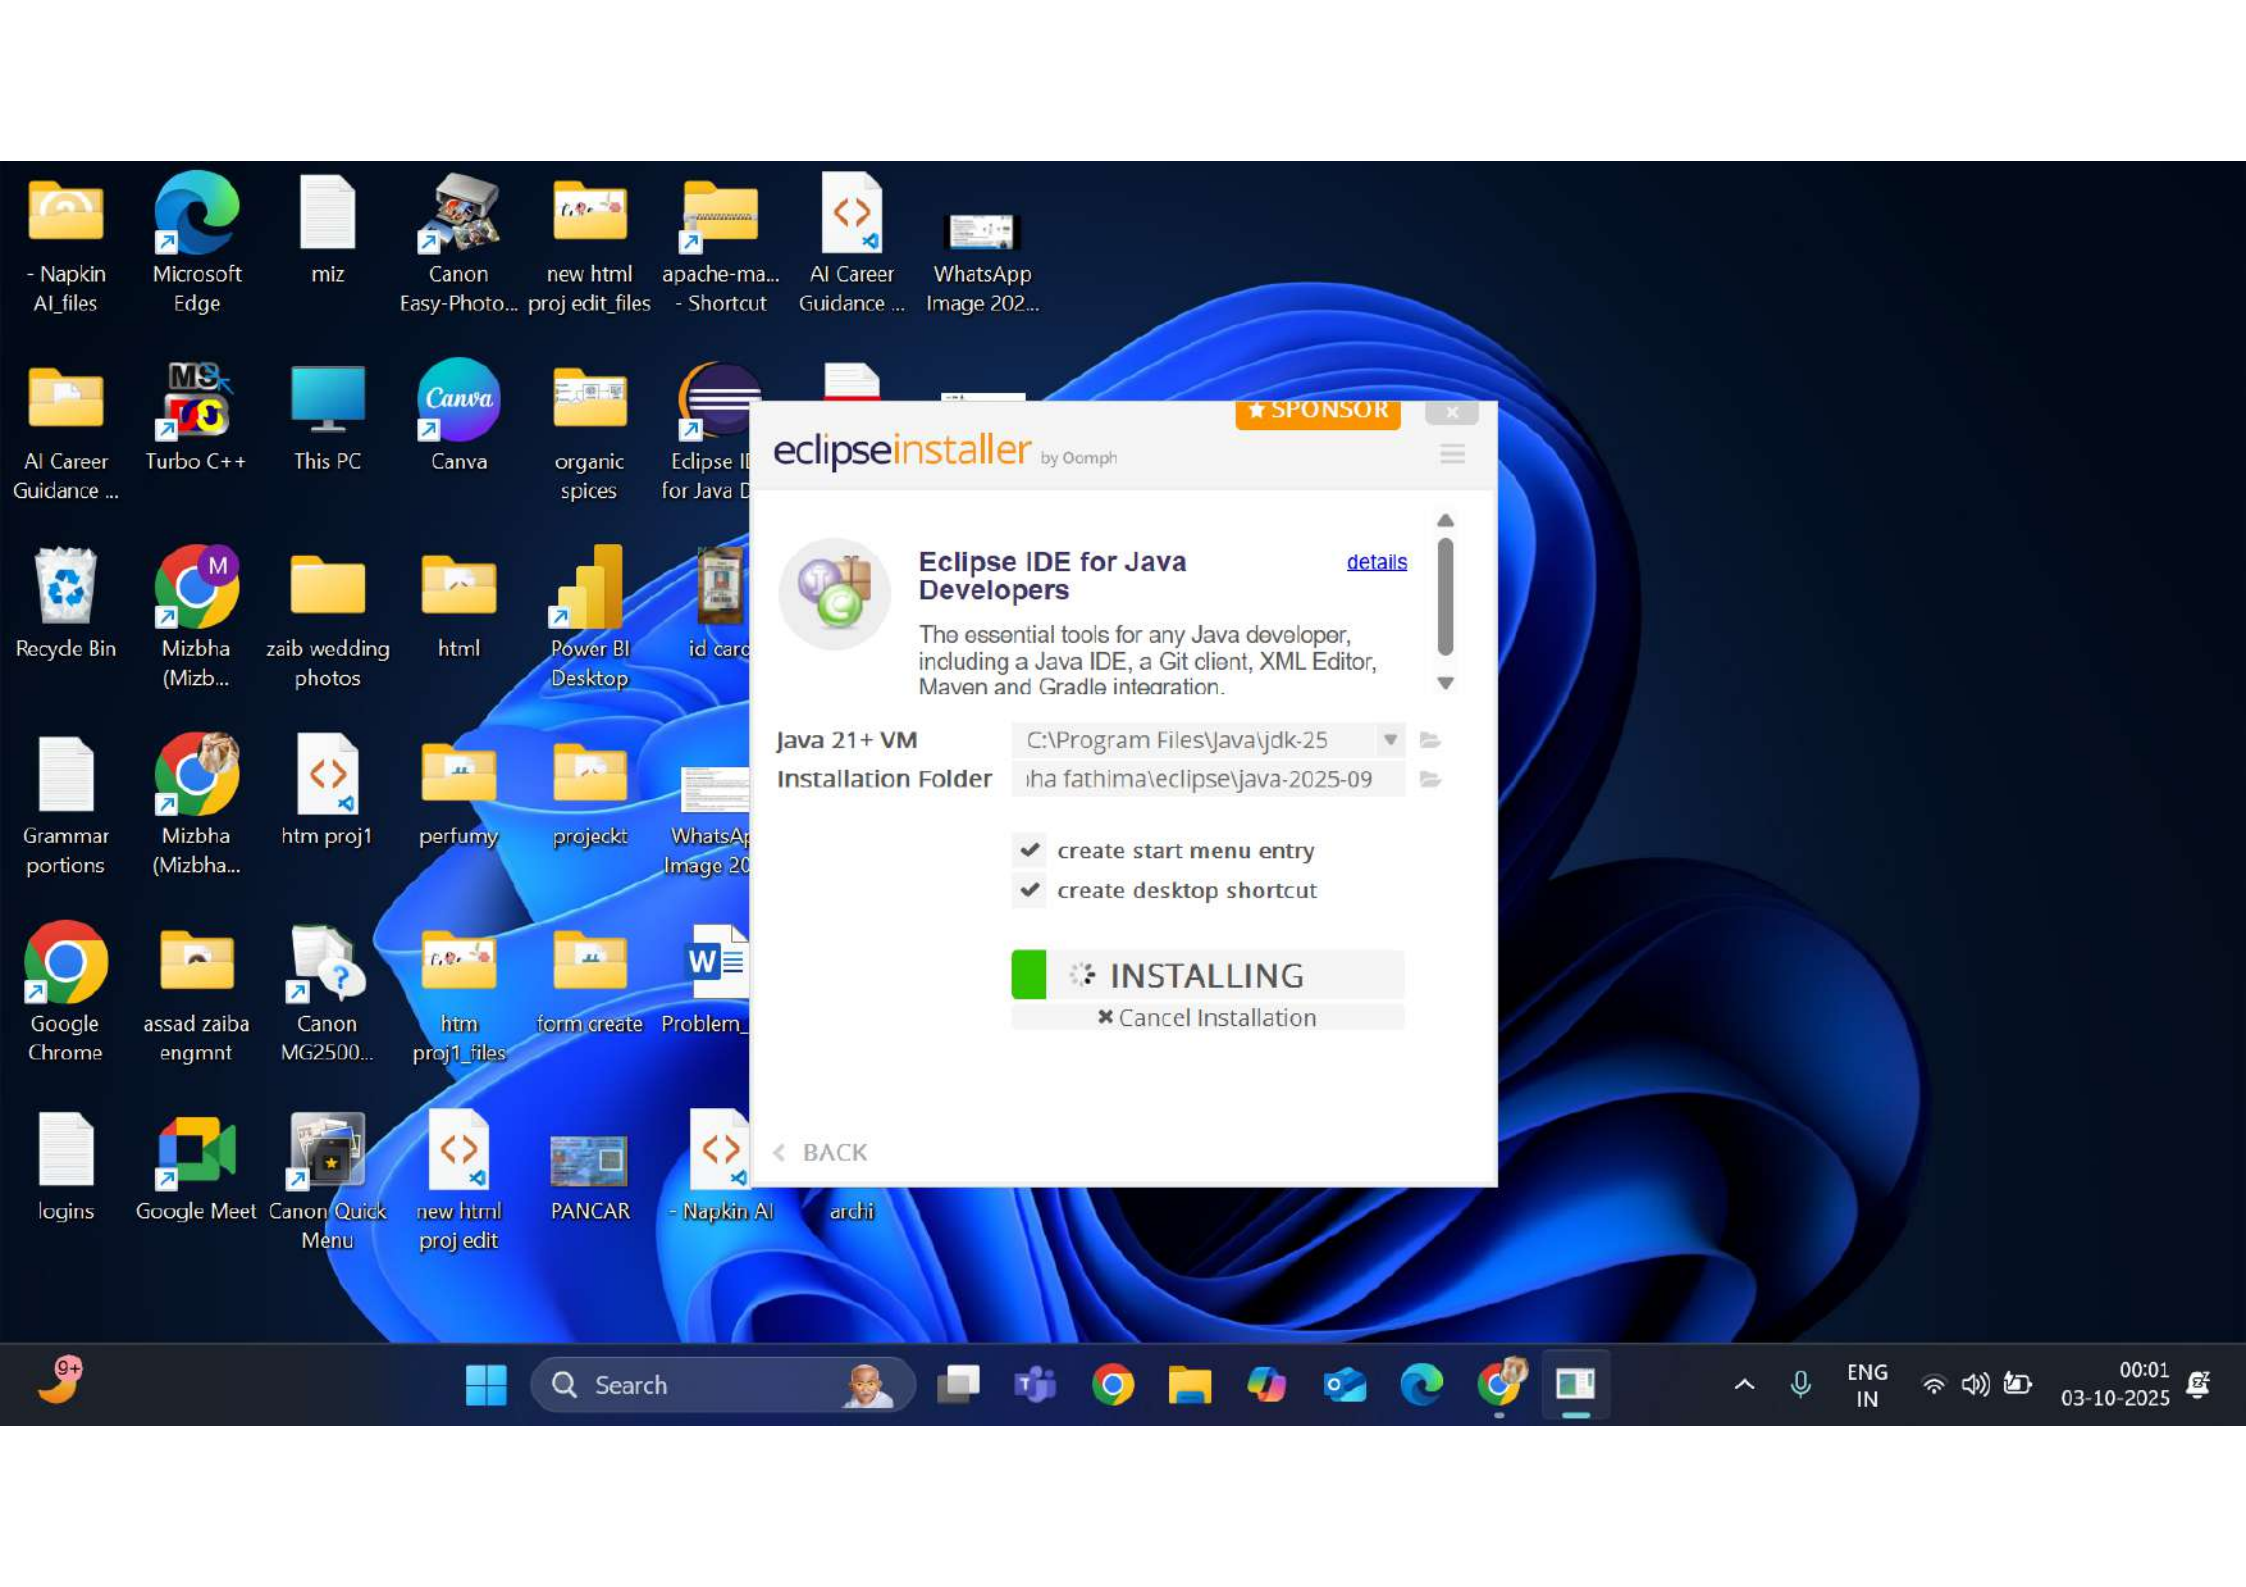 - Napkin
AI_files
Microsoft
Edge
miz
Canon
Easy-Photo...
new html
proj edit_files
apache-ma...
- Shortcut
AI Career
Guidance ...
WhatsApp
Image 202...
AI Career
Guidance ...
MS
Turbo C++
This PC
Canva
Canva
organic
spices
Eclipse I
for Java
Recycle Bin
M
Mizbha
(Mizb...
zaib wedding
photos
html
Power BI
Desktop
id card
Grammar
portions
Mizbha
(Mizbha...
htm proj1
perfumy
projeckt
WhatsAp
Image 20
Google
Chrome
assad zaiba
engmnt
Canon
MG2500...
htm
proj1_files
form create
W
Problem_
logins
Google Meet
Canon Quick
Menu
new html
proj edit
PANCAR
- Napkin AI
archi
★ SPONSOR
x
eclipseinstaller by Oomph
Eclipse IDE for Java
Developers
details
The essential tools for any Java developer,
including a Java IDE, a Git client, XML Editor,
Maven and Gradle integration.
Java 21+ VM
C:\Program Files\Java\jdk-25
Installation Folder
ha fathima\eclipse\java-2025-09
create start menu entry
create desktop shortcut
INSTALLING
✖ Cancel Installation
< BACK
9+
Search
ENG
IN
00:01
03-10-2025